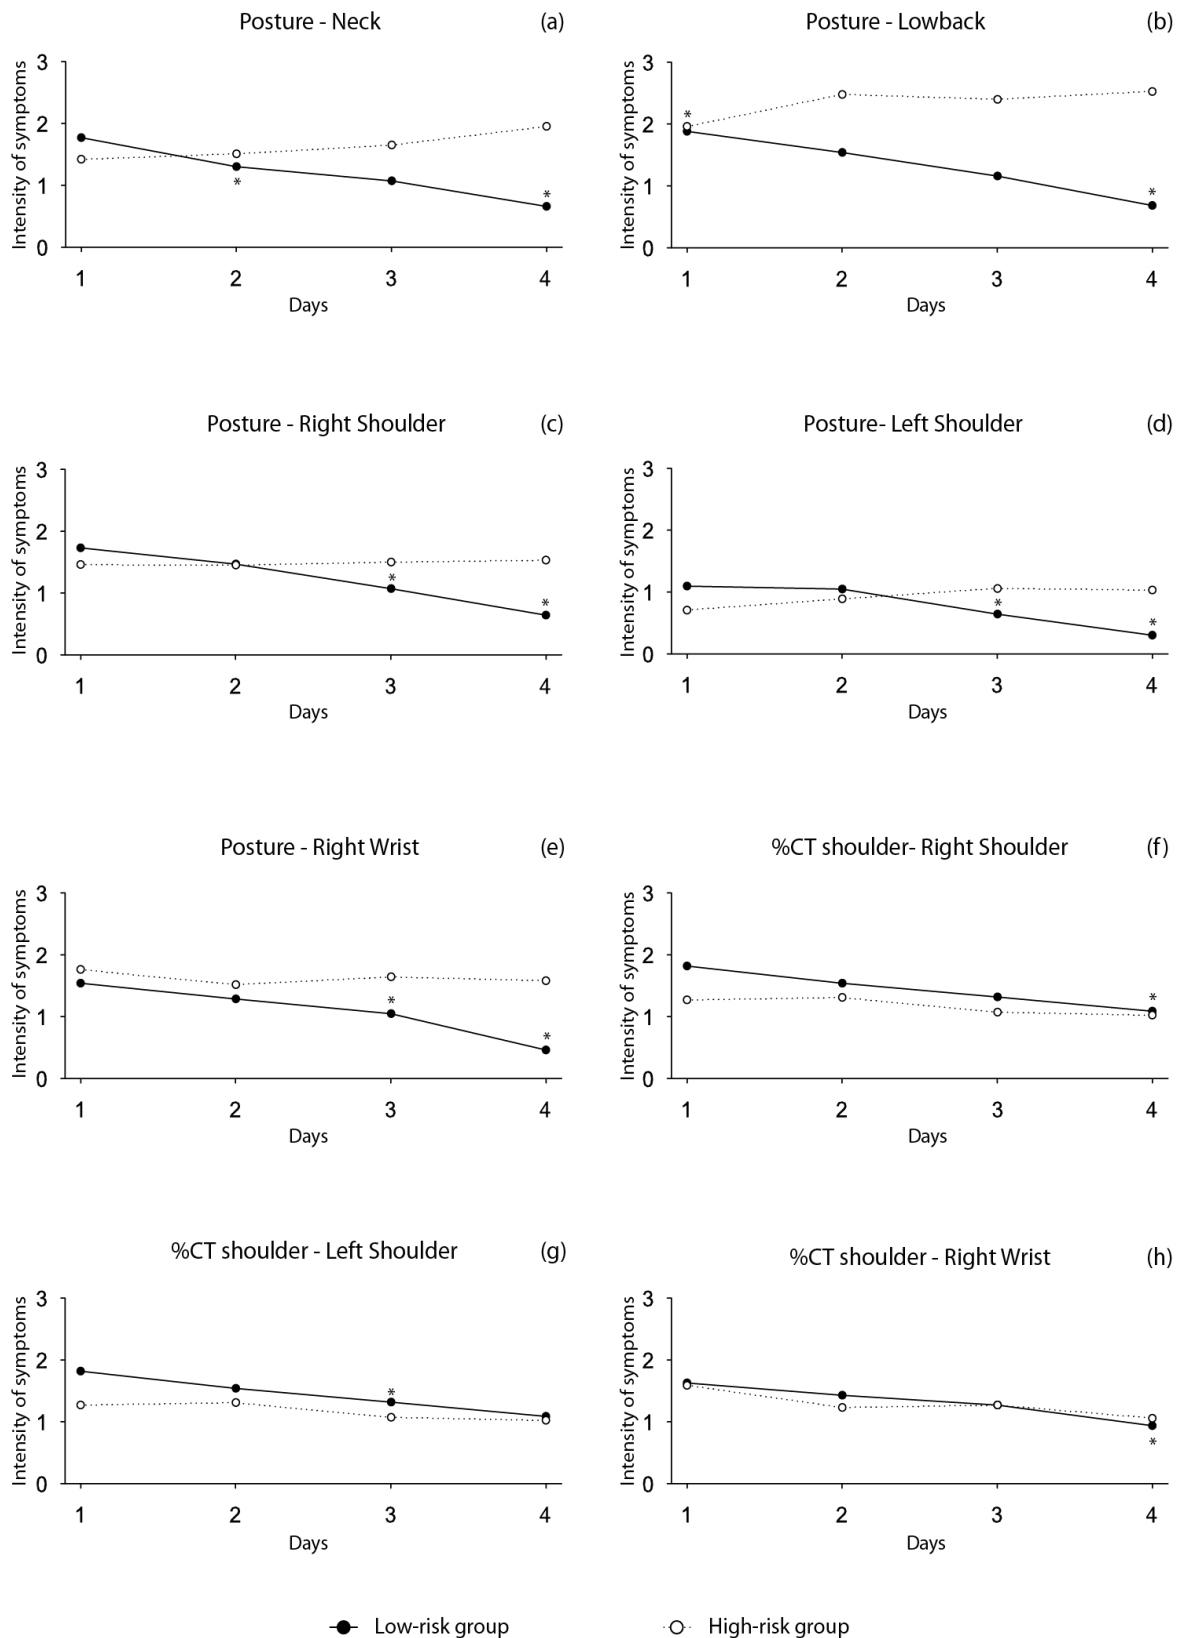 Posture - Neck (a)
Intensity of symptoms
3
2
1
0
*
*
1 2 3 4
Days
Posture - Lowback (b)
Intensity of symptoms
3
2
1
0
*
*
1 2 3 4
Days
Posture - Right Shoulder (c)
Intensity of symptoms
3
2
1
0
*
*
1 2 3 4
Days
Posture- Left Shoulder (d)
Intensity of symptoms
3
2
1
0
*
*
1 2 3 4
Days
Posture - Right Wrist (e)
Intensity of symptoms
3
2
1
0
*
*
1 2 3 4
Days
%CT shoulder- Right Shoulder (f)
Intensity of symptoms
3
2
1
0
*
1 2 3 4
Days
%CT shoulder - Left Shoulder (g)
Intensity of symptoms
3
2
1
0
*
1 2 3 4
Days
%CT shoulder - Right Wrist (h)
Intensity of symptoms
3
2
1
0
*
1 2 3 4
Days
Low-risk group High-risk group